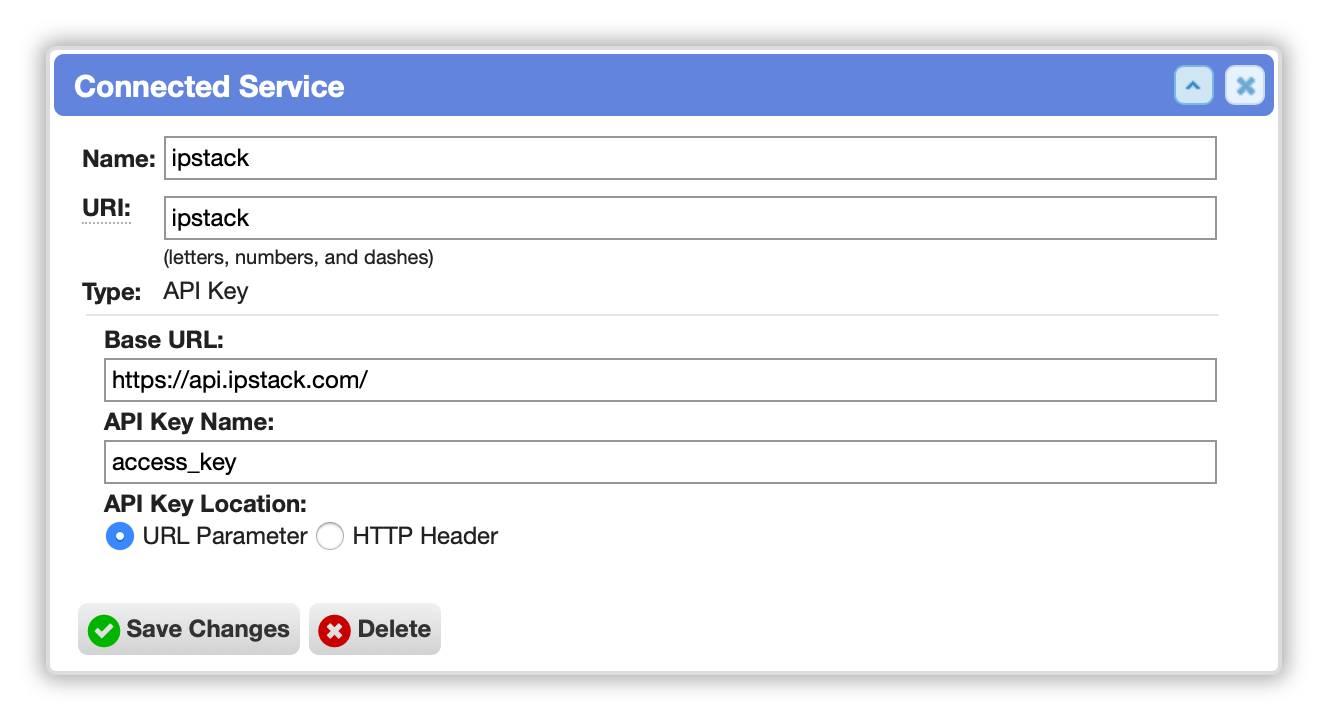 Connected Service
Name: ipstack
URI: ipstack
(letters, numbers, and dashes)
Type: API Key
Base URL:
https://api.ipstack.com/
API Key Name:
access_key
API Key Location:
URL Parameter HTTP Header
Save Changes Delete